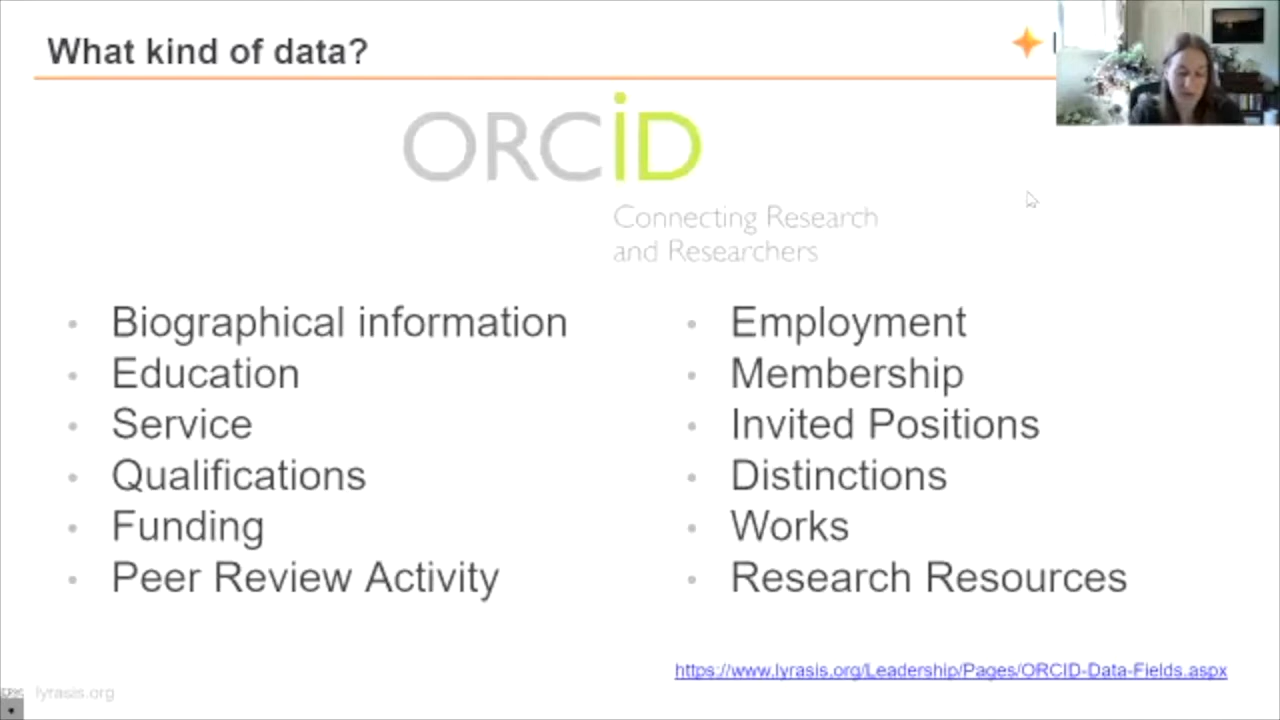 What kind of data?
ORCiD
Connecting Research
and Researchers
Biographical information
Education
Service
Qualifications
Funding
Peer Review Activity
Employment
Membership
Invited Positions
Distinctions
Works
Research Resources
https://www.lyrasis.org/Leadership/Pages/ORCID-Data-Fields.aspx
lyrasis.org